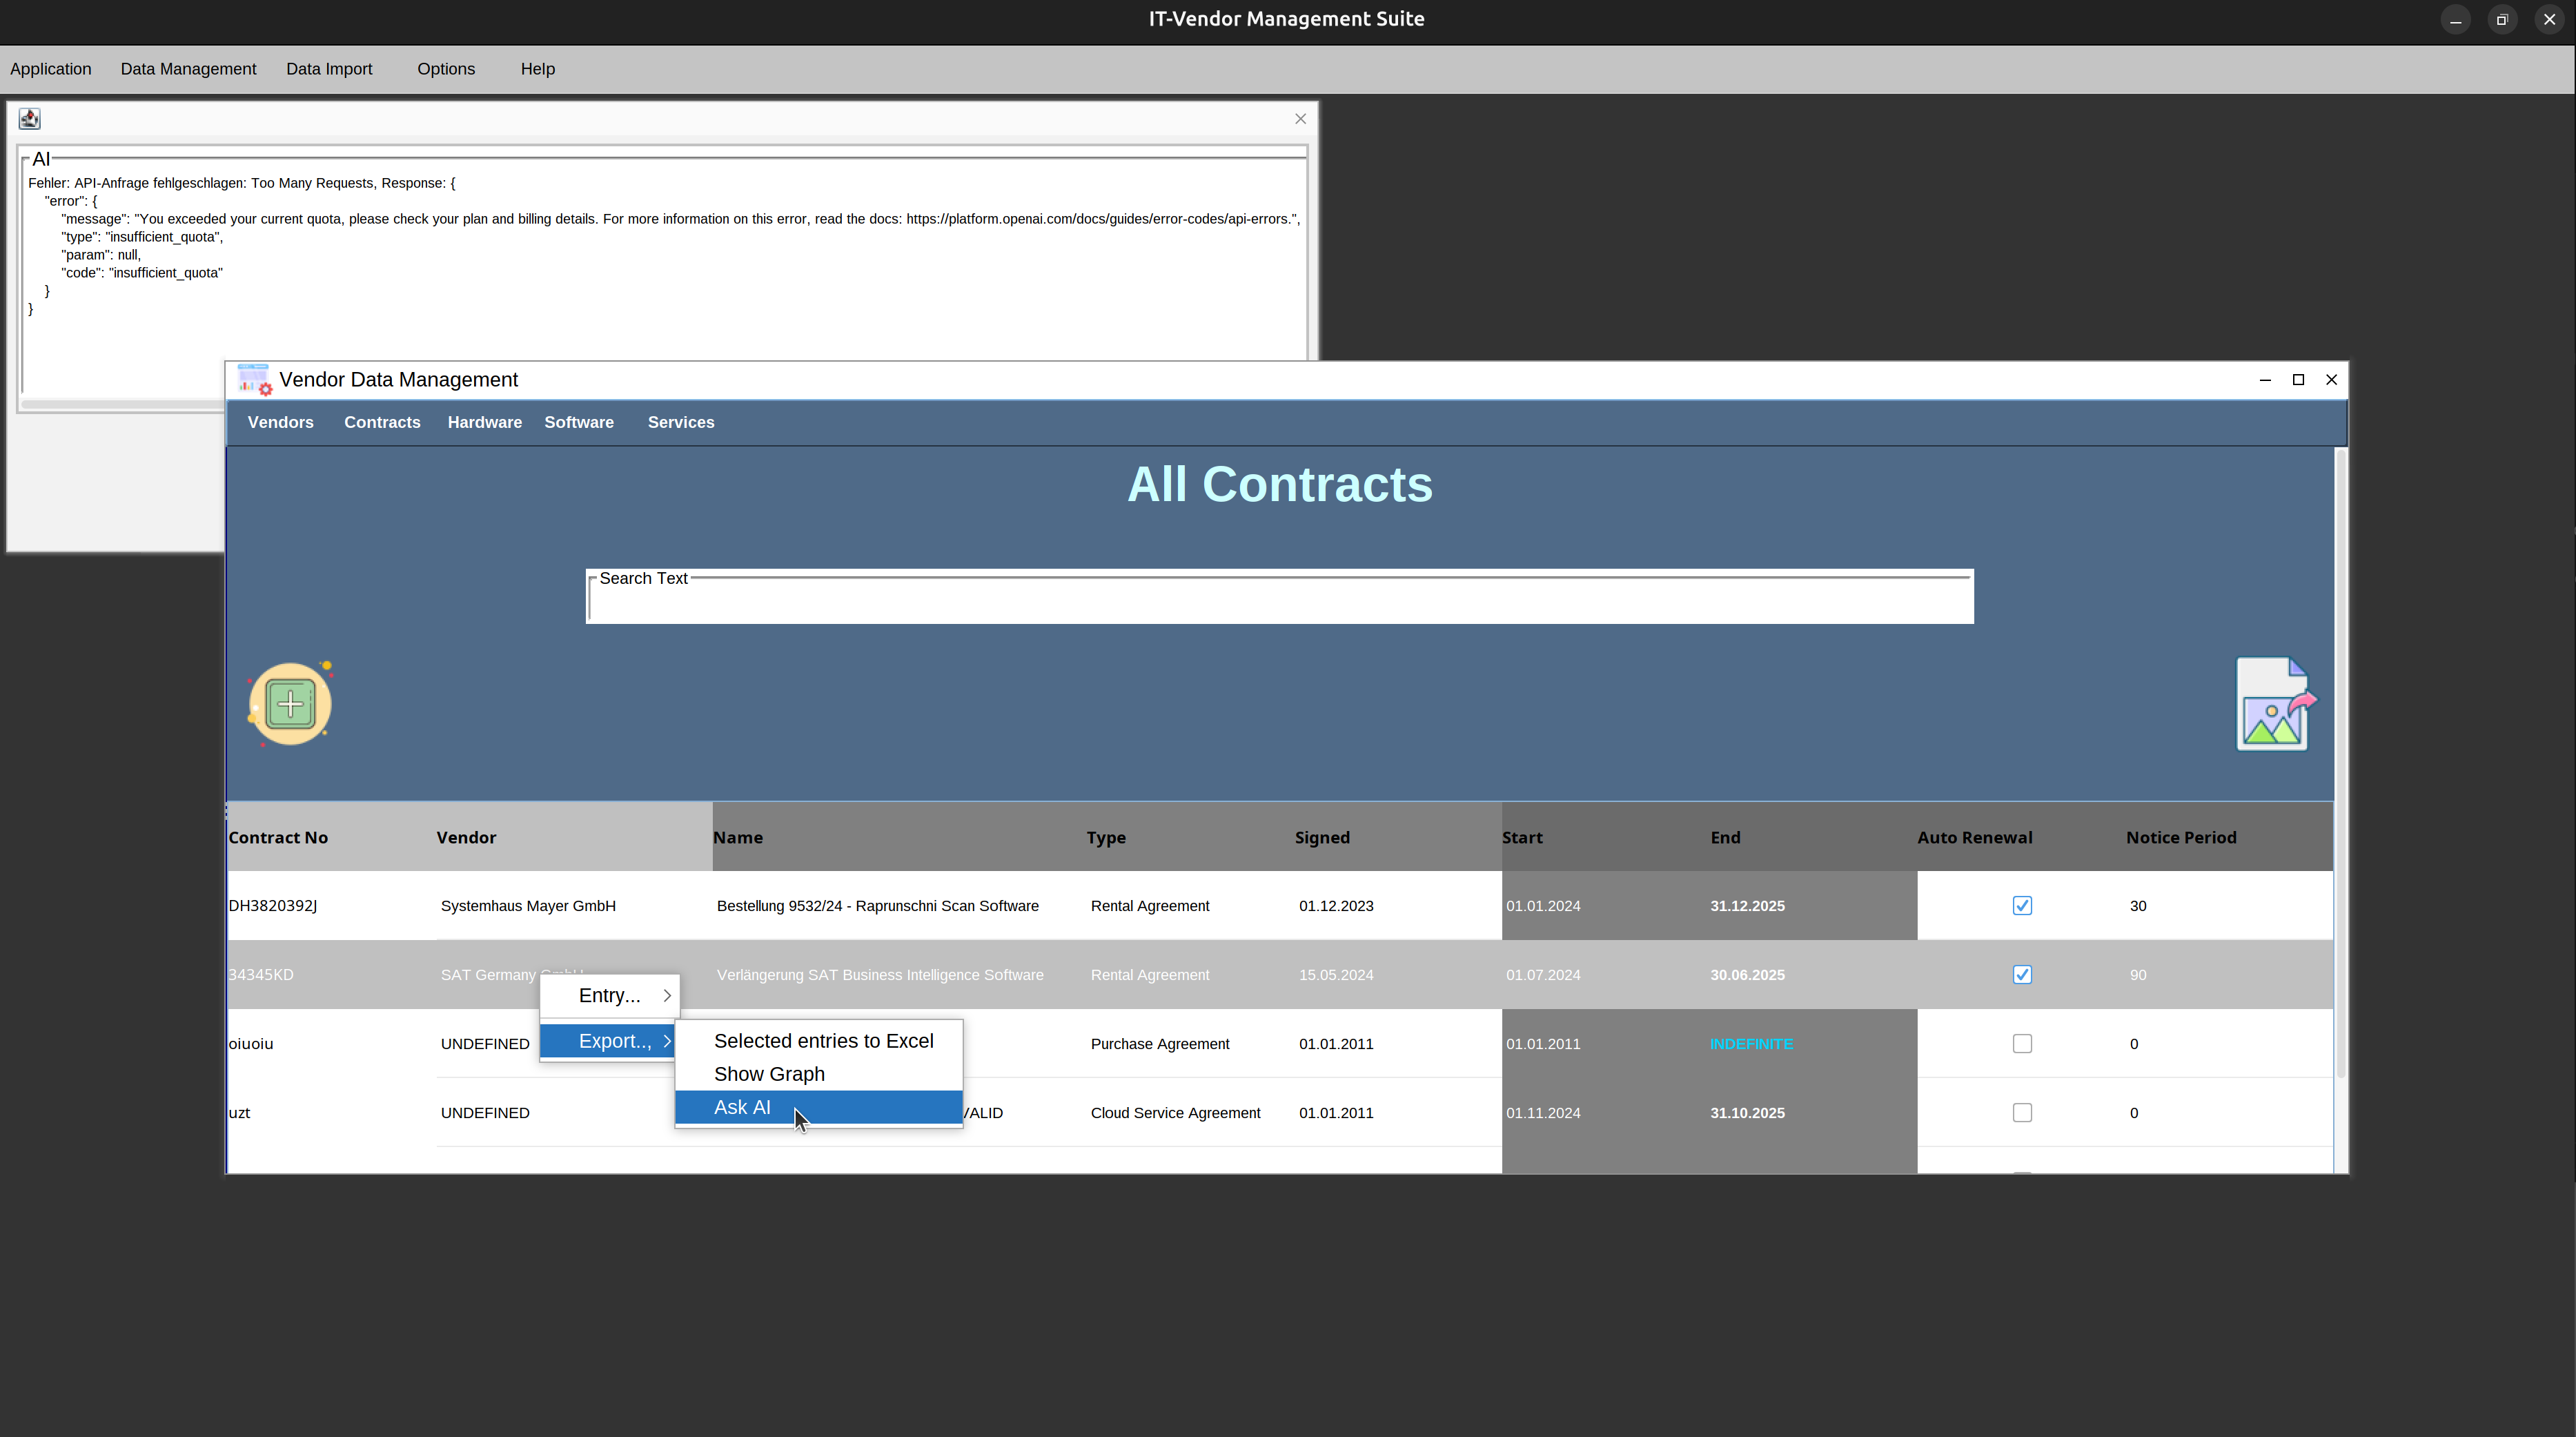 IT-Vendor Management Suite
Application Data Management Data Import Options Help
AI
Fehler: API-Anfrage fehlgeschlagen: Too Many Requests, Response: {
"error": {
"message": "You exceeded your current quota, please check your plan and billing details. For more information on this error, read the docs: https://platform.openai.com/docs/guides/error-codes/api-errors.",
"type": "insufficient_quota",
"param": null,
"code": "insufficient_quota"
}
}
Vendor Data Management
Vendors Contracts Hardware Software Services
All Contracts
Search Text
Contract No Vendor Name Type Signed Start End Auto Renewal Notice Period
DH3820392J Systemhaus Mayer GmbH Bestellung 9532/24 - Raprunschni Scan Software Rental Agreement 01.12.2023 01.01.2024 31.12.2025 30
34345KD SAT Germany Verlängerung SAT Business Intelligence Software Rental Agreement 15.05.2024 01.07.2024 30.06.2025 90
Entry...
Export..,
Selected entries to Excel
Show Graph
Ask AI
oiuoiu UNDEFINED Purchase Agreement 01.01.2011 01.01.2011 INDEFINITE 0
uzt UNDEFINED Cloud Service Agreement 01.01.2011 01.11.2024 31.10.2025 0